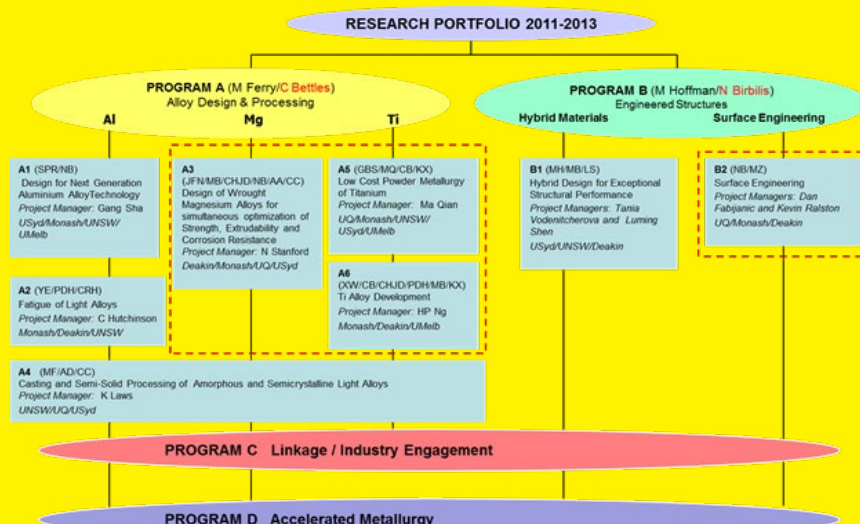 RESEARCH PORTFOLIO 2011-2013
PROGRAM A (M Ferry/C Bettles)
Alloy Design & Processing
Al
Mg
Ti
PROGRAM B (M Hoffman/N Birbilis)
Engineered Structures
Hybrid Materials
Surface Engineering
A1 (SPR/NB)
Design for Next Generation
Aluminium AlloyTechnology
Project Manager: Gang Sha
USyd/Monash/UNSW/
UMelb
A2 (YE/PDH/CRH)
Fatigue of Light Alloys
Project Manager: C Hutchinson
Monash/Deakin/UNSW
A3
(JFN/MB/CHJD/NB/AA/CC)
Design of Wrought
Magnesium Alloys for
simultaneous optimization of
Strength, Extrudability and
Corrosion Resistance
Project Manager: N Stanford
Deakin/Monash/UQ/USyd
A5 (GBS/MQ/CB/KX)
Low Cost Powder Metallurgy
of Titanium
Project Manager: Ma Qian
UQ/Monash/UNSW/
USyd/UMelb
A6
(XW/CB/CHJD/PDH/MB/KX)
Ti Alloy Development
Project Manager: HP Ng
Monash/Deakin/UMelb
B1 (MH/MB/LS)
Hybrid Design for Exceptional
Structural Performance
Project Managers: Tania
Vodenitcherova and Luming
Shen
USyd/UNSW/Deakin
B2 (NB/MZ)
Surface Engineering
Project Managers: Dan
Fabijanic and Kevin Ralston
UQ/Monash/Deakin
A4 (MF/AD/CC)
Casting and Semi-Solid Processing of Amorphous and Semicrystalline Light Alloys
Project Manager: K Laws
UNSW/UQ/USyd
PROGRAM C Linkage / Industry Engagement
PROGRAM D Accelerated Metallurgy